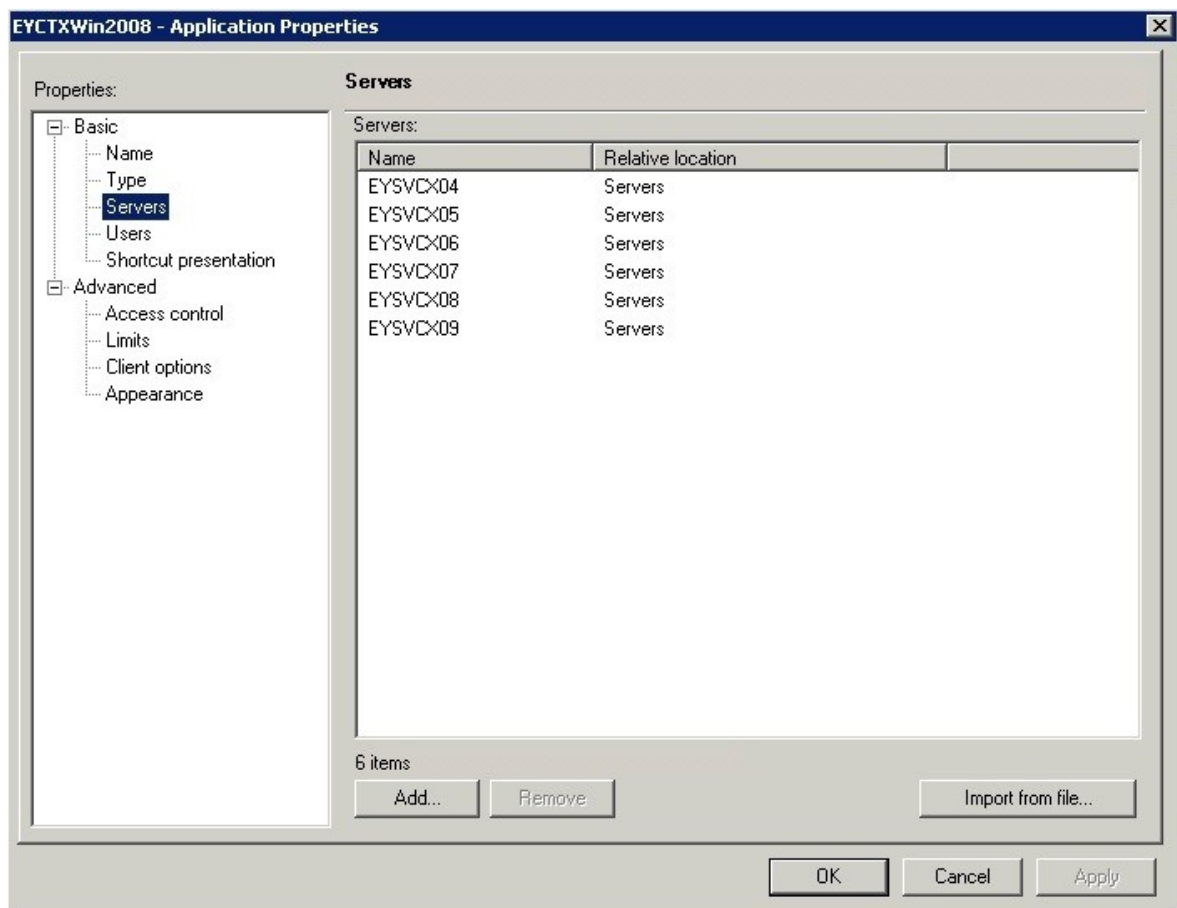 EYCTXWin2008 - Application Properties
Properties:
Basic
Name
Type
Servers
Users
Shortcut presentation
Advanced
Access control
Limits
Client options
Appearance
Servers
Servers:
Name Relative location
EYSVCX04 Servers
EYSVCX05 Servers
EYSVCX06 Servers
EYSVCX07 Servers
EYSVCX08 Servers
EYSVCX09 Servers
6 items
Add... Remove Import from file...
OK Cancel Apply